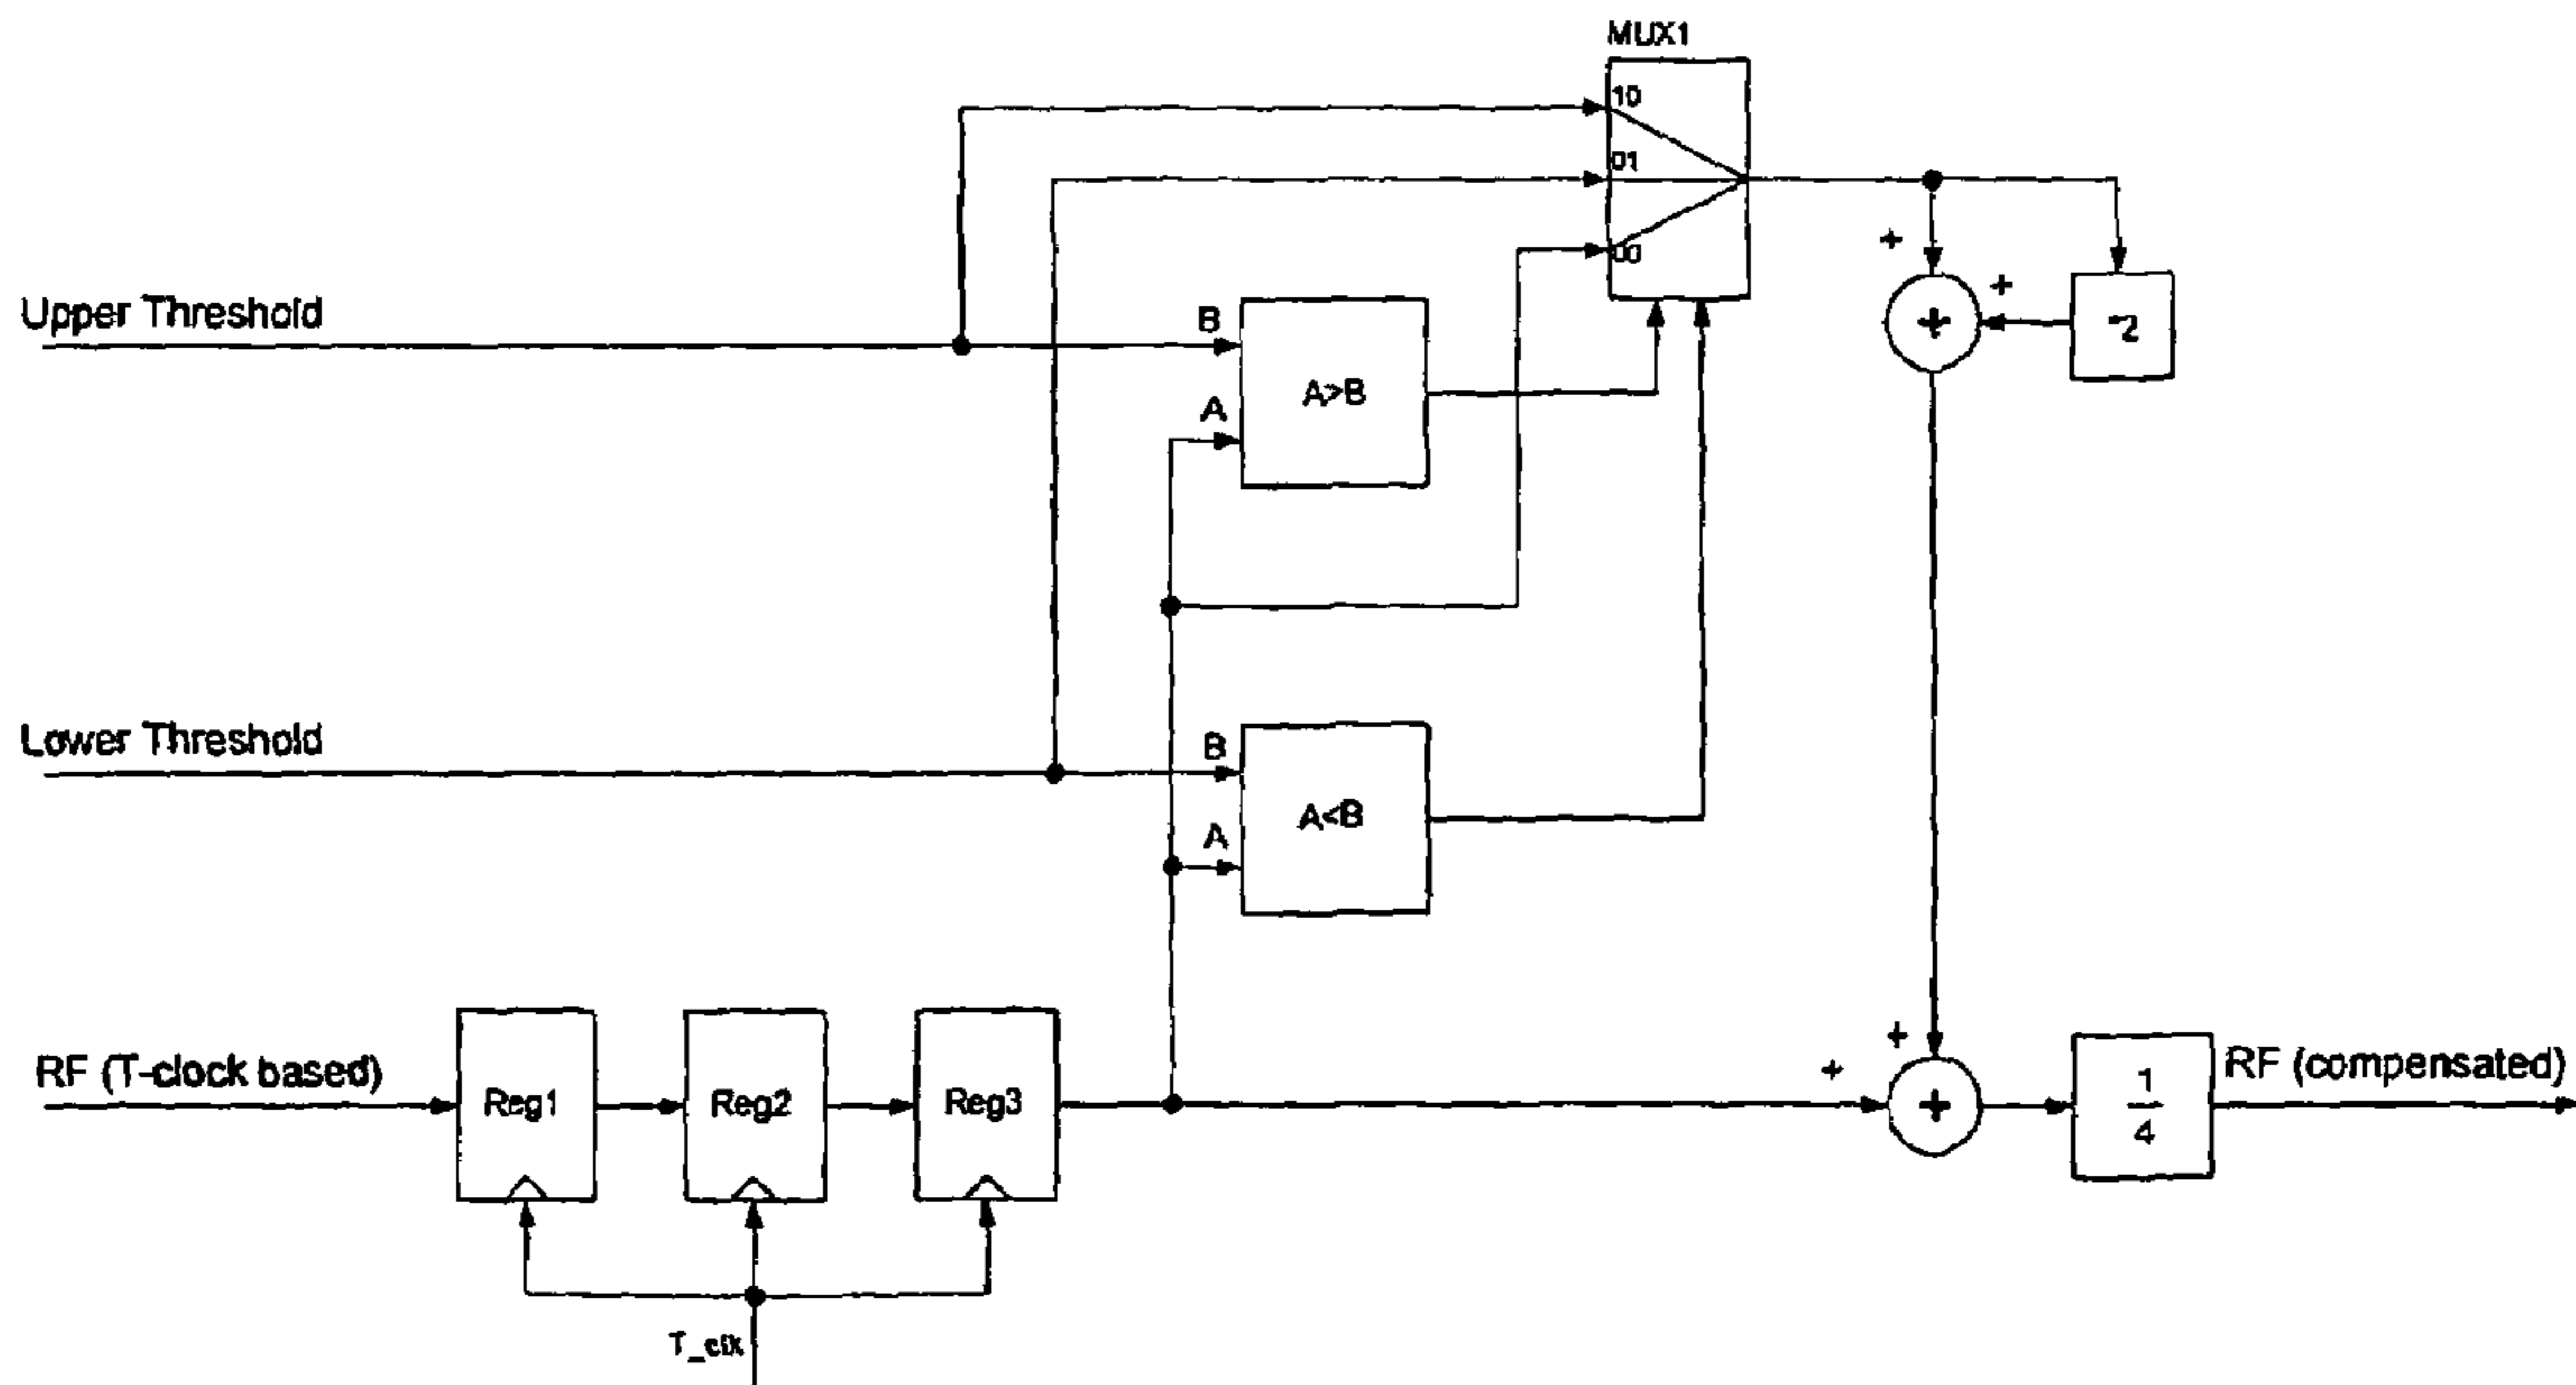 MUX1
10
01
00
Upper Threshold
B
A
A>B
+
+
+
*2
Lower Threshold
B
A
A<B
RF (T-clock based)
Reg1
Reg2
Reg3
+
+
+
1
4
RF (compensated)
T_clk